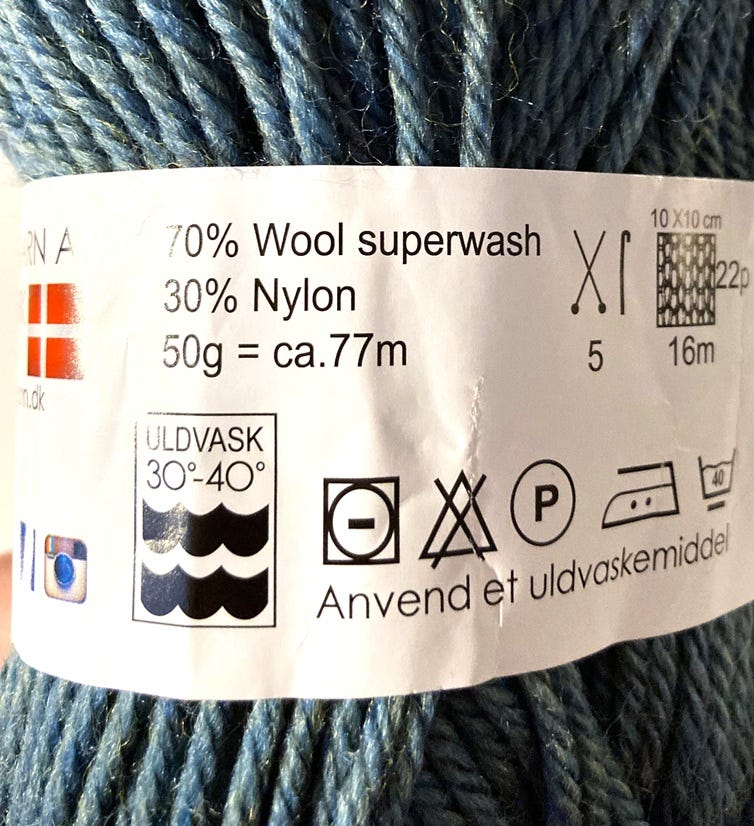 70% Wool superwash
30% Nylon
50g = ca.77m
5
10 X10 cm
22p
16m
ULDVASK
30°-40°
P
40
Anvend et uldvaskemiddel